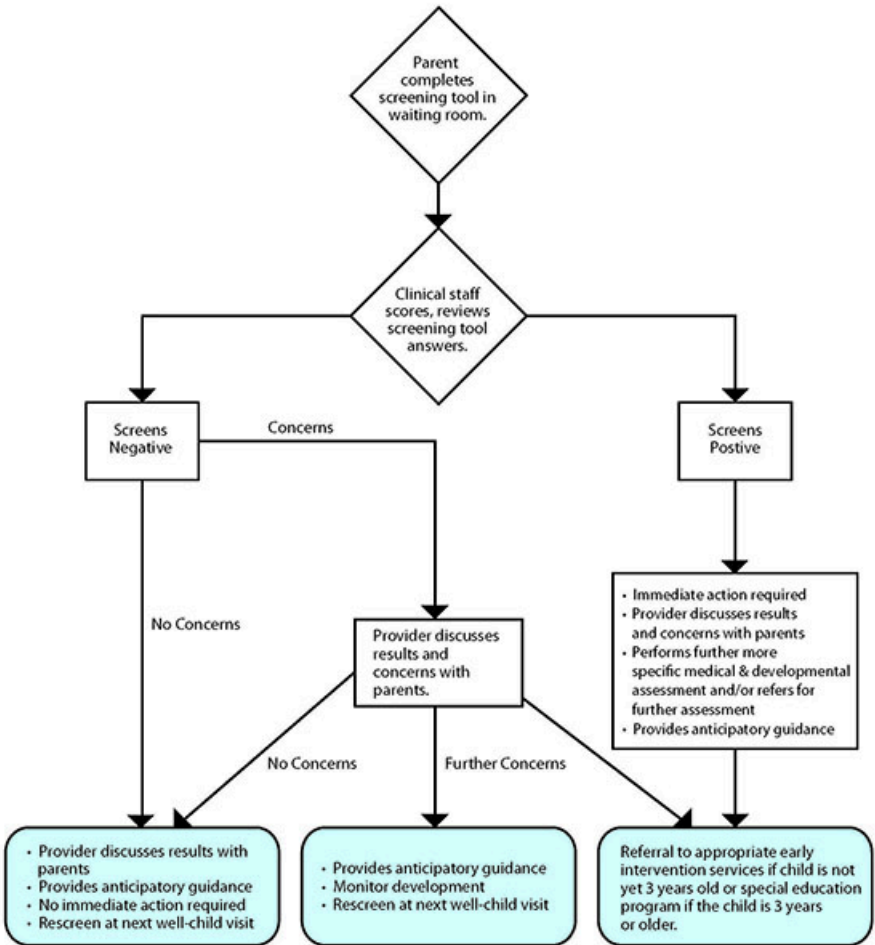 Parent
completes
screening tool in
waiting room.
Clinical staff
scores, reviews
screening tool
answers.
Screens
Negative
Concerns
Screens
Postive
No Concerns
Provider discusses
results and
concerns with
parents.
• Immediate action required
• Provider discusses results
and concerns with parents
• Performs further more
specific medical & developmental
assessment and/or refers for
further assessment
• Provides anticipatory guidance
No Concerns
Further Concerns
• Provider discusses results with
parents
• Provides anticipatory guidance
• No immediate action required
• Rescreen at next well-child visit
• Provides anticipatory guidance
• Monitor development
• Rescreen at next well-child visit
Referral to appropriate early
intervention services if child is not
yet 3 years old or special education
program if the child is 3 years
or older.